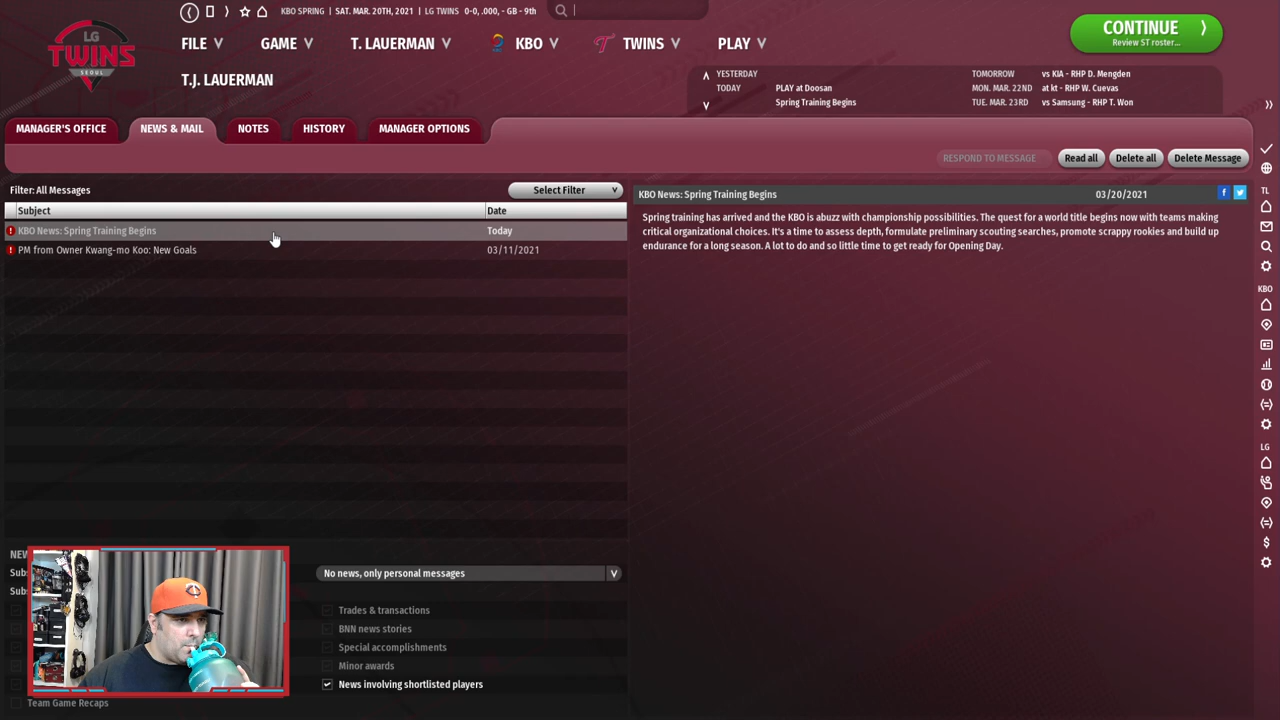 LG
TWINS
SEOUL
KBO SPRING | SAT. MAR. 20TH, 2021 | LG TWINS 0-0, .000, - GB - 9th
FILE GAME T. LAUERMAN KBO TWINS PLAY
CONTINUE
Review ST roster...
T.J. LAUERMAN
YESTERDAY
TODAY PLAY at Doosan
Spring Training Begins
TOMORROW vs KIA - RHP D. Mengden
MON. MAR. 22ND at kt - RHP W. Cuevas
TUE. MAR. 23RD vs Samsung - RHP T. Won
MANAGER'S OFFICE NEWS & MAIL NOTES HISTORY MANAGER OPTIONS
RESPOND TO MESSAGE Read all Delete all Delete Message
Filter: All Messages Select Filter
Subject Date
KBO News: Spring Training Begins Today
PM from Owner Kwang-mo Koo: New Goals 03/11/2021
KBO News: Spring Training Begins 03/20/2021
Spring training has arrived and the KBO is abuzz with championship possibilities. The quest for a world title begins now with teams making
critical organizational choices. It's a time to assess depth, formulate preliminary scouting searches, promote scrappy rookies and build up
endurance for a long season. A lot to do and so little time to get ready for Opening Day.
TL
KBO
LG
NEW
Subs
Subs
No news, only personal messages
Trades & transactions
BNN news stories
Special accomplishments
Minor awards
News involving shortlisted players
Team Game Recaps